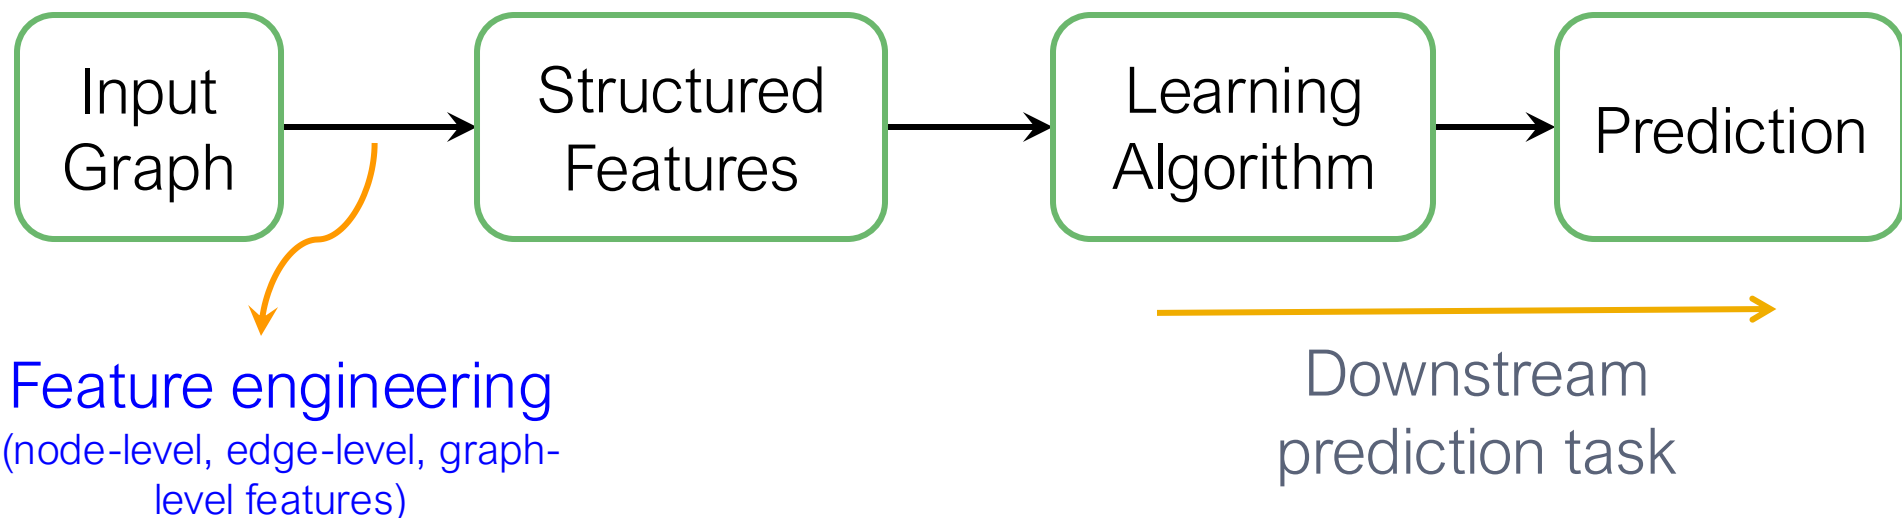 Input
Graph
Structured
Features
Learning
Algorithm
Prediction
Feature engineering
(node-level, edge-level, graph-
level features)
Downstream
prediction task